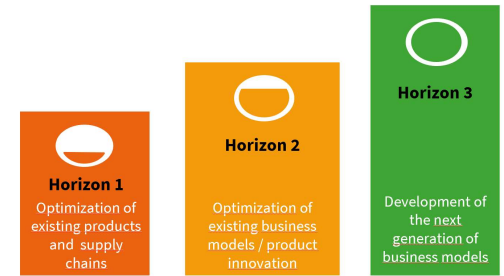 Horizon 1
Optimization of
existing products
and supply
chains
Horizon 2
Optimization of
existing business
models / product
innovation
Horizon 3
Development of
the next
generation of
business models